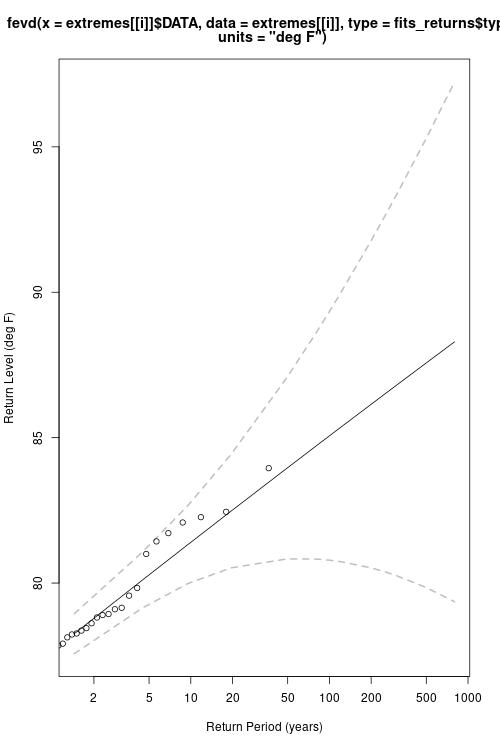 fevd(x = extremes[[i]]$DATA, data = extremes[[i]], type = fits_returns$typ
units = "deg F")
95
90
85
80
Return Level (deg F)
2 5 10 20 50 100 200 500 1000
Return Period (years)